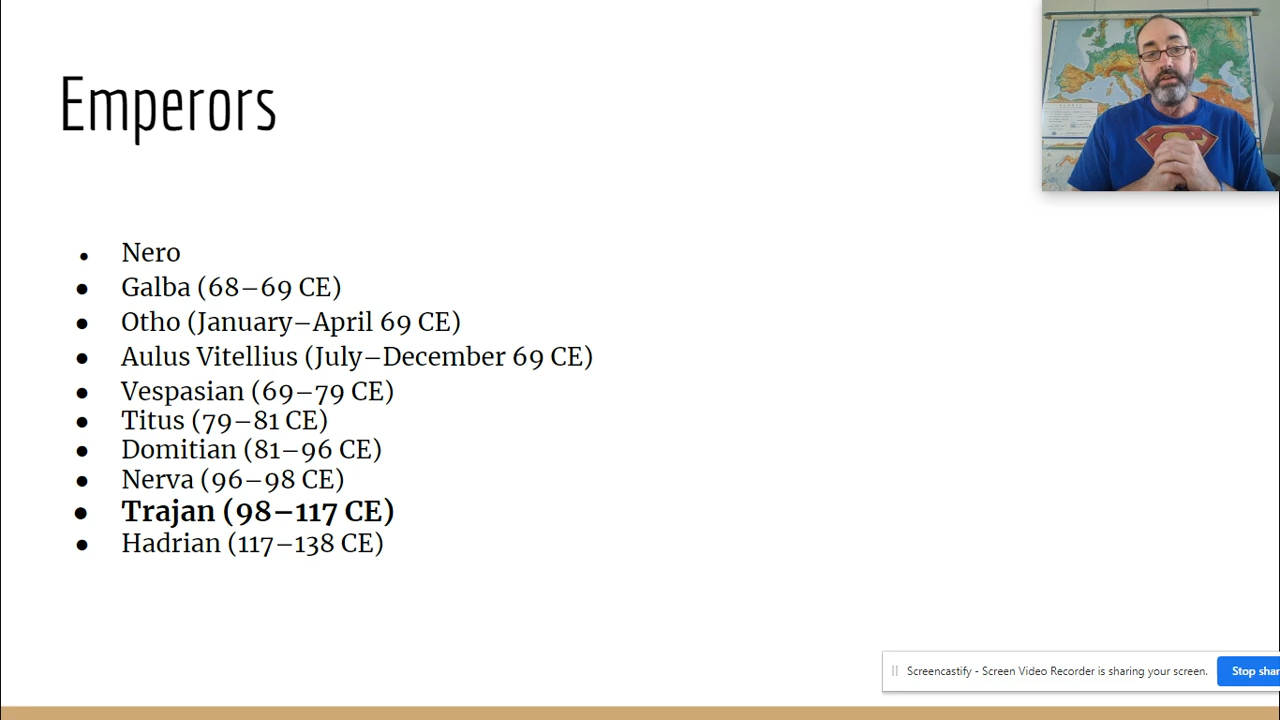 Emperors
Nero
Galba (68–69 CE)
Otho (January–April 69 CE)
Aulus Vitellius (July–December 69 CE)
Vespasian (69–79 CE)
Titus (79–81 CE)
Domitian (81–96 CE)
Nerva (96–98 CE)
Trajan (98–117 CE)
Hadrian (117–138 CE)
Screencastify - Screen Video Recorder is sharing your screen.
Stop shar